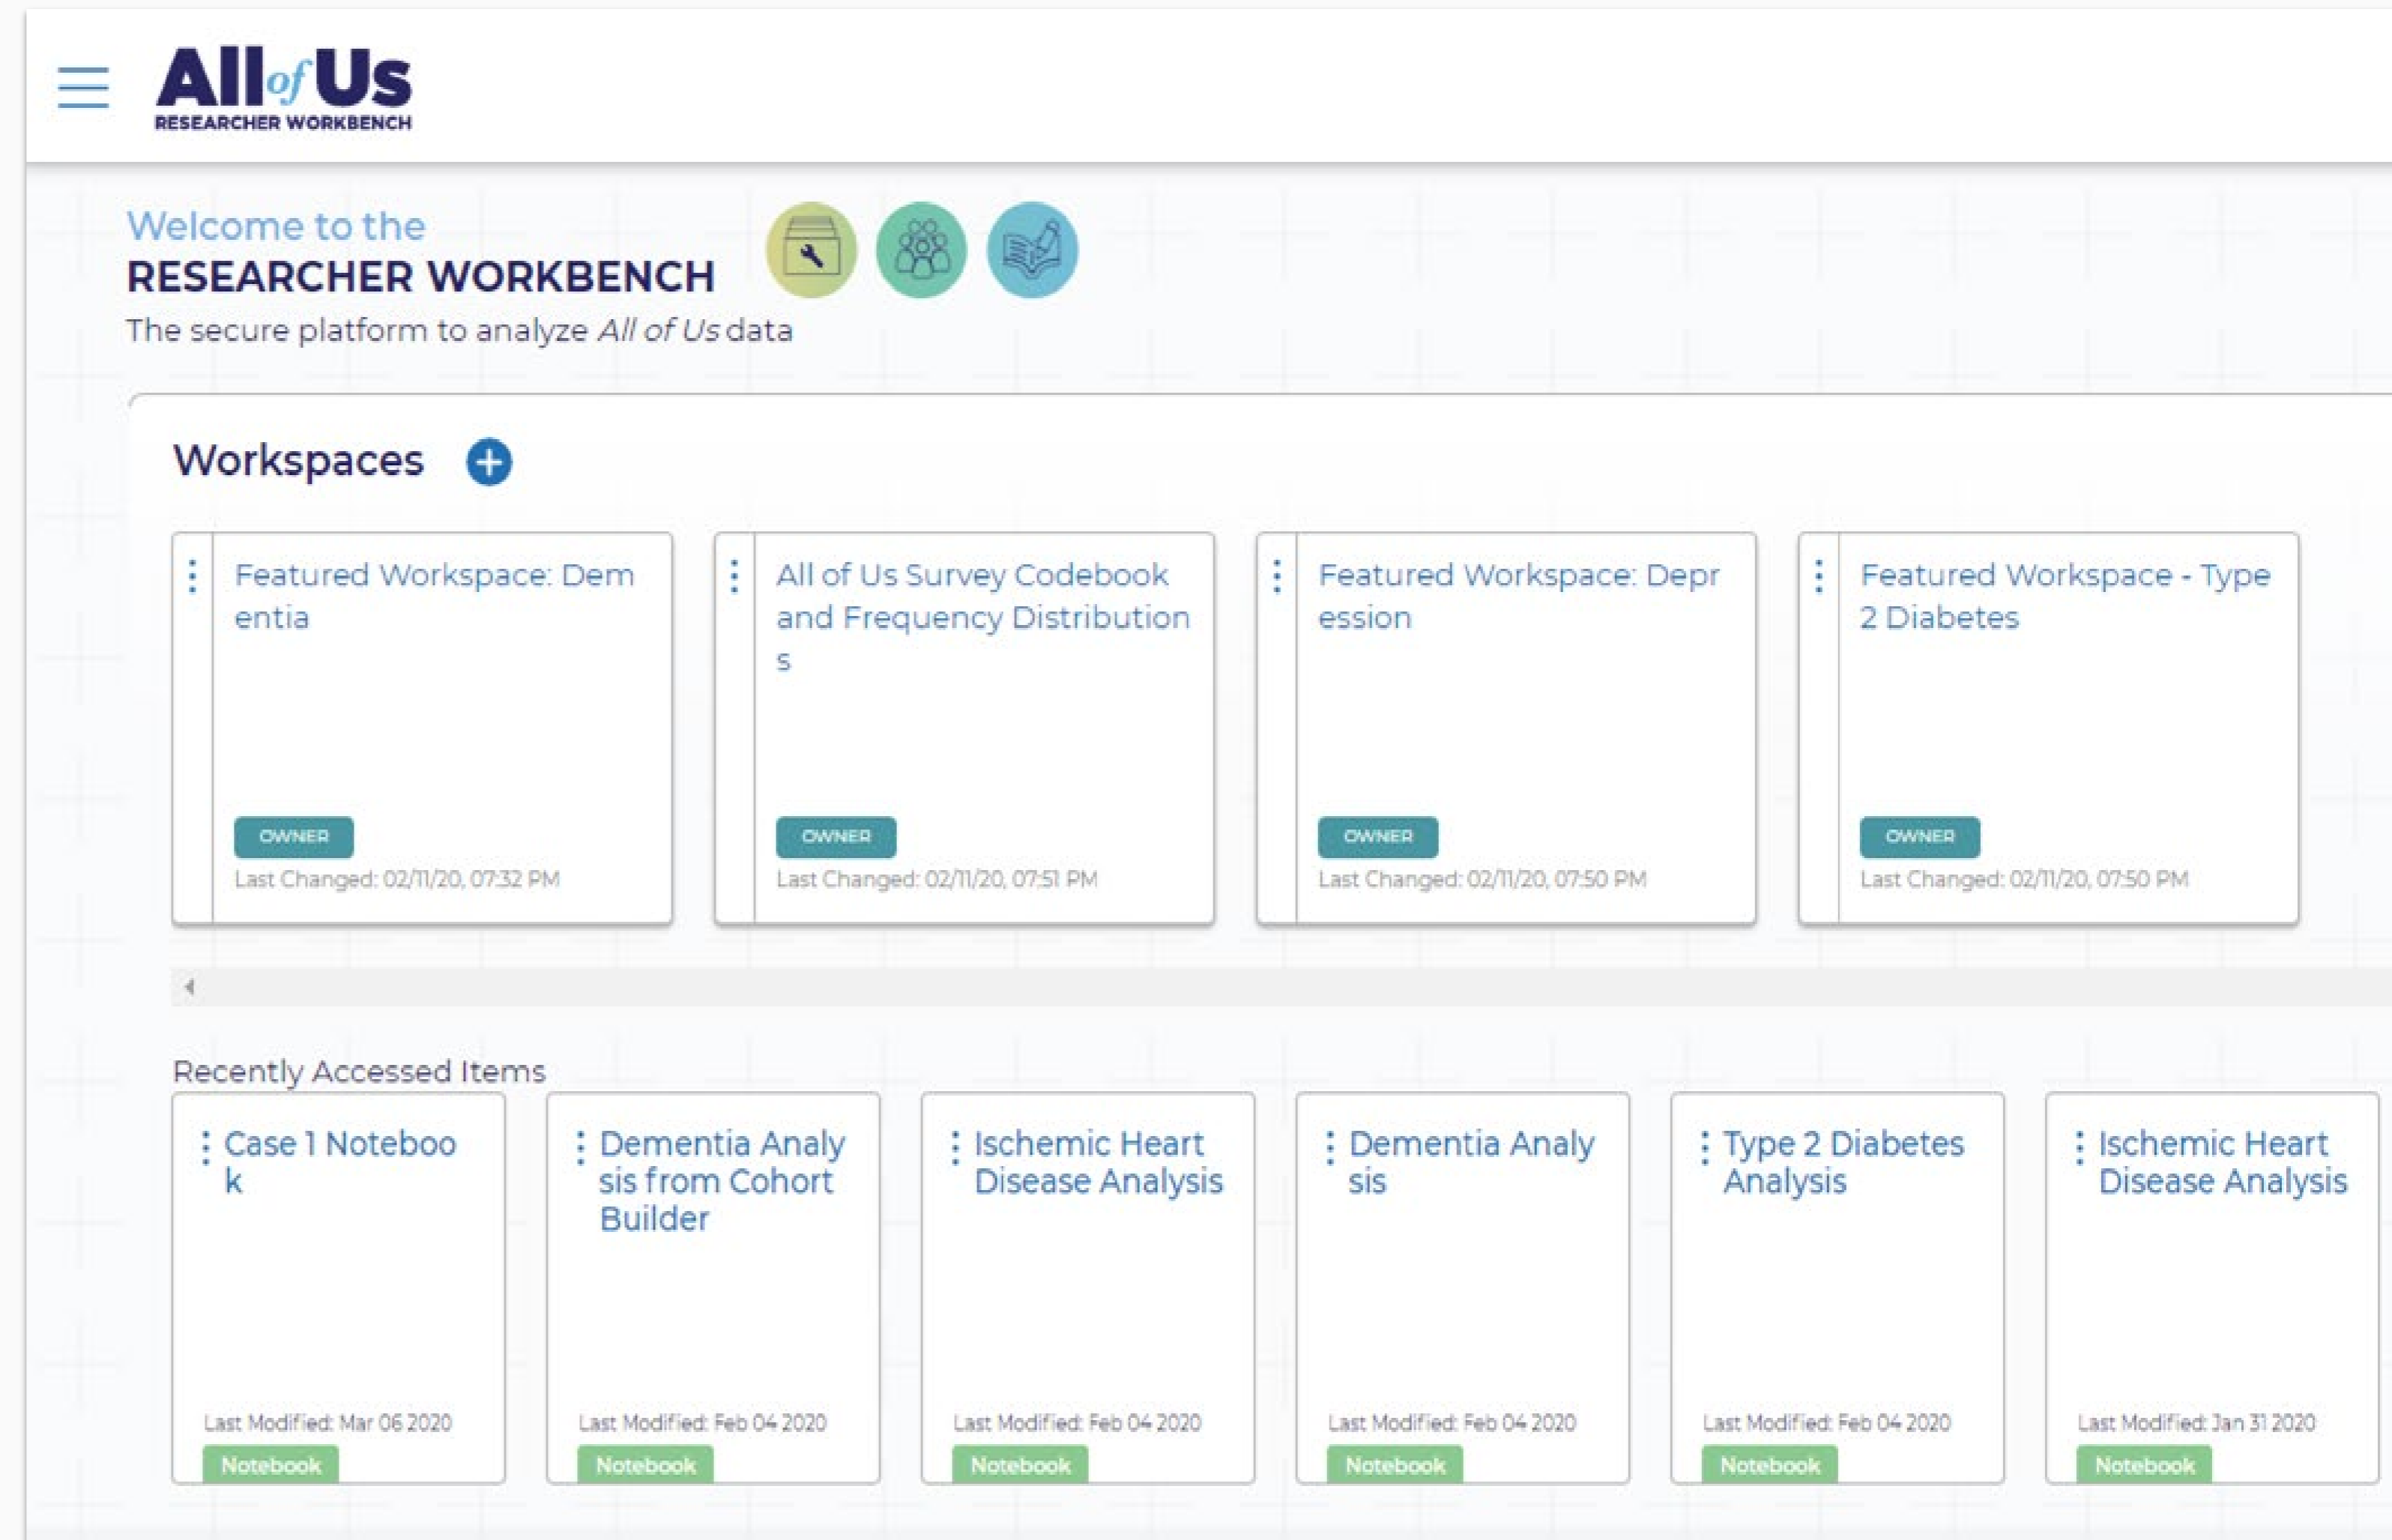 All of Us
RESEARCHER WORKBENCH
Welcome to the
RESEARCHER WORKBENCH
The secure platform to analyze All of Us data
Workspaces
Featured Workspace: Dem
entia
OWNER
Last Changed: 02/11/20, 07:32 PM
All of Us Survey Codebook
and Frequency Distribution
s
OWNER
Last Changed: 02/11/20, 07:51 PM
Featured Workspace: Depr
ession
OWNER
Last Changed: 02/11/20, 07:50 PM
Featured Workspace - Type
2 Diabetes
OWNER
Last Changed: 02/11/20, 07:50 PM
Recently Accessed Items
Case 1 Noteboo
k
Last Modified: Mar 06 2020
Notebook
Dementia Analy
sis from Cohort
Builder
Last Modified: Feb 04 2020
Notebook
Ischemic Heart
Disease Analysis
Last Modified: Feb 04 2020
Notebook
Dementia Analy
sis
Last Modified: Feb 04 2020
Notebook
Type 2 Diabetes
Analysis
Last Modified: Feb 04 2020
Notebook
Ischemic Heart
Disease Analysis
Last Modified: Jan 31 2020
Notebook